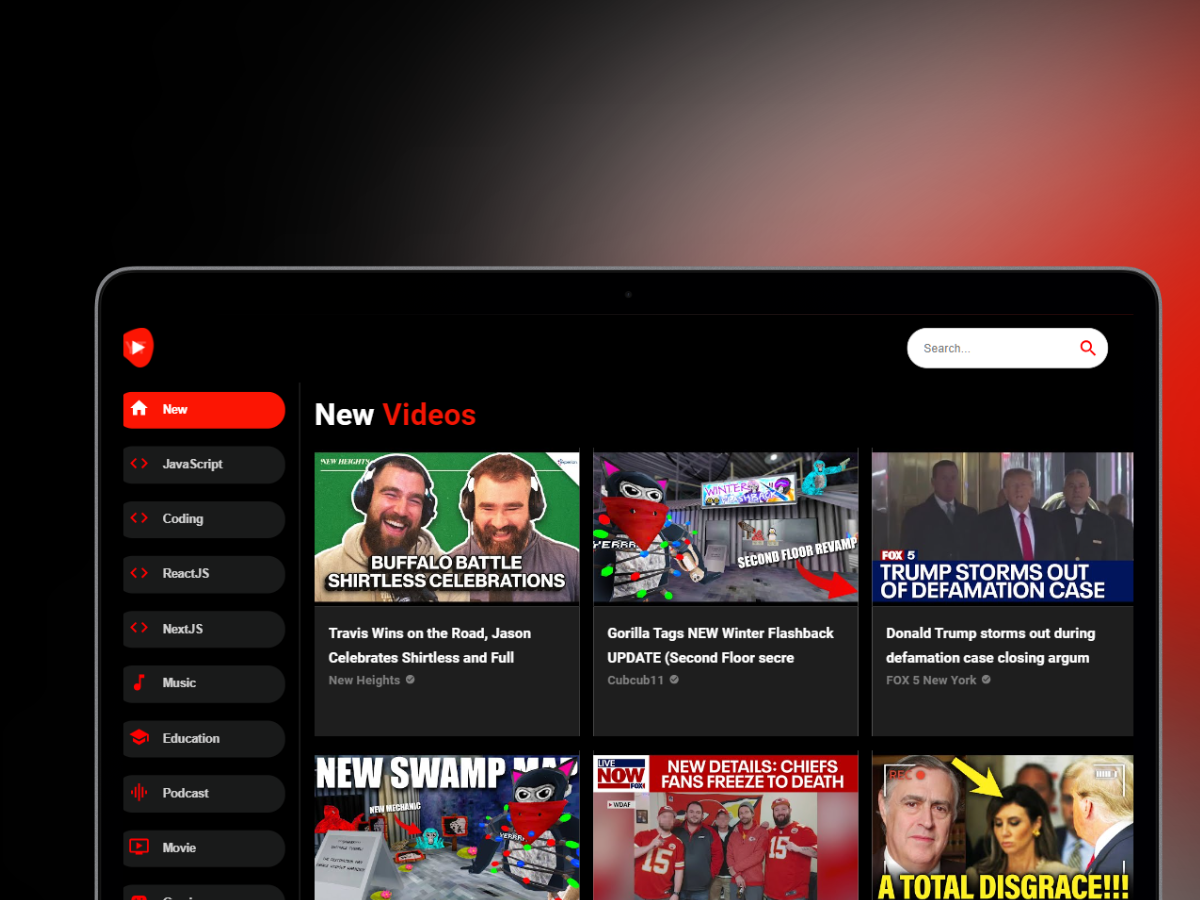 Search...
New
JavaScript
Coding
ReactJS
NextJS
Music
Education
Podcast
Movie
New Videos
NEW HEIGHTS
BUFFALO BATTLE
SHIRTLESS CELEBRATIONS
Travis Wins on the Road, Jason
Celebrates Shirtless and Full
New Heights
WINTER
FLASHBACK
SECOND FLOOR REVAMP
Gorilla Tags NEW Winter Flashback
UPDATE (Second Floor secre
Cubcub11
FOX 5
TRUMP STORMS OUT
OF DEFAMATION CASE
Donald Trump storms out during
defamation case closing argum
FOX 5 New York
NEW SWAMP
NEW MECHANIC
LIVE
NOW
FOX
NEW DETAILS: CHIEFS
FANS FREEZE TO DEATH
WDAF
15
15
REC
A TOTAL DISGRACE!!!